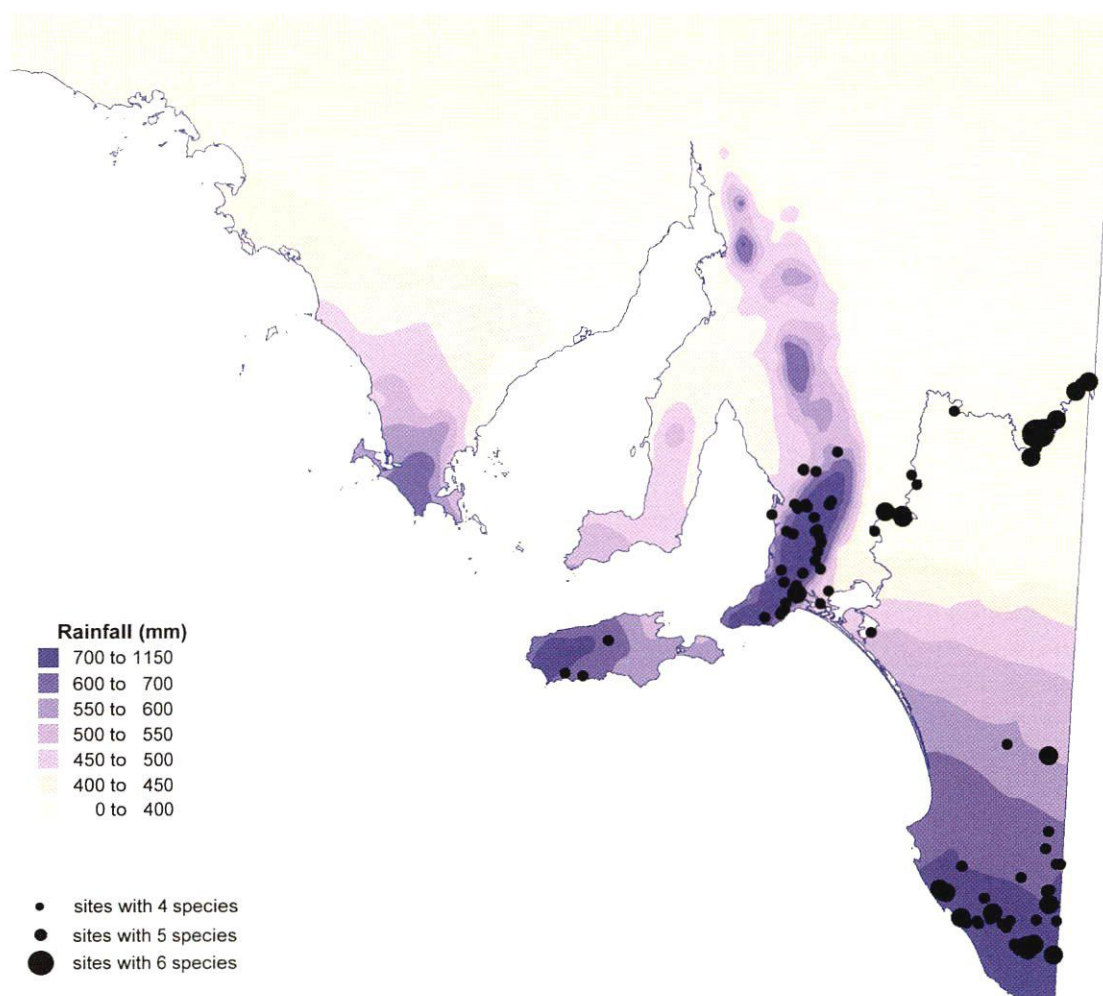 Rainfall (mm)
700 to 1150
600 to 700
550 to 600
500 to 550
450 to 500
400 to 450
0 to 400
sites with 4 species
sites with 5 species
sites with 6 species